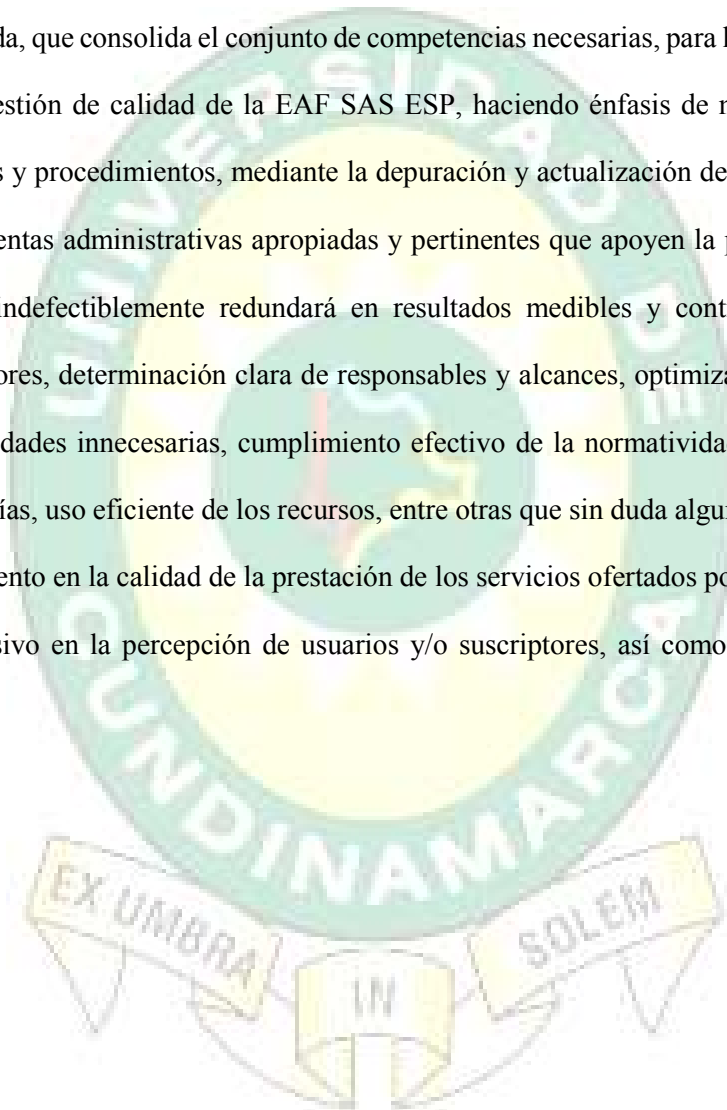 da, que consolida el conjunto de competencias necesarias, para l
estión de calidad de la EAF SAS ESP, haciendo énfasis de
s y procedimientos, mediante la depuración y actualización de
entas administrativas apropiadas y pertinentes que apoyen la p
indefectiblemente redundará en resultados medibles y cont
ores, determinación clara de responsables y alcances, optimiza
dades innecesarias, cumplimiento efectivo de la normativida
ías, uso eficiente de los recursos, entre otras que sin duda algu
ento en la calidad de la prestación de los servicios ofertados po
sivo en la percepción de usuarios y/o suscriptores, así como
UNIVERSIDAD DE
CUNDINAMARCA
EX UMBRA
IN
SOLEM